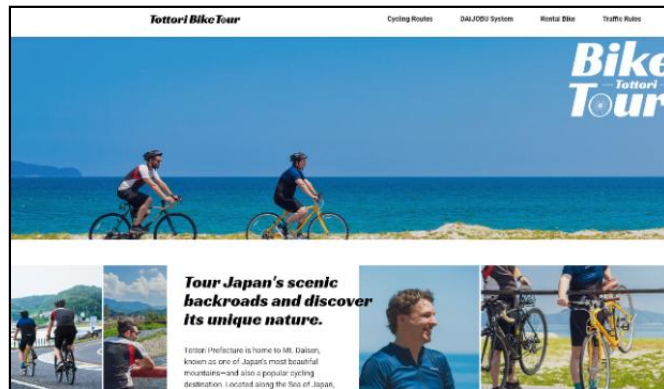 Tottori Bike Tour
Cycling Routes DAIJOBU System Rental Bike Traffic Rules
Bike
Tottori
Tour
Tour Japan's scenic
backroads and discover
its unique nature.
Tottori Prefecture is home to Mt. Daisen,
known as one of Japan's most beautiful
mountains—and also a popular cycling
destination. Located along the Sea of Japan,